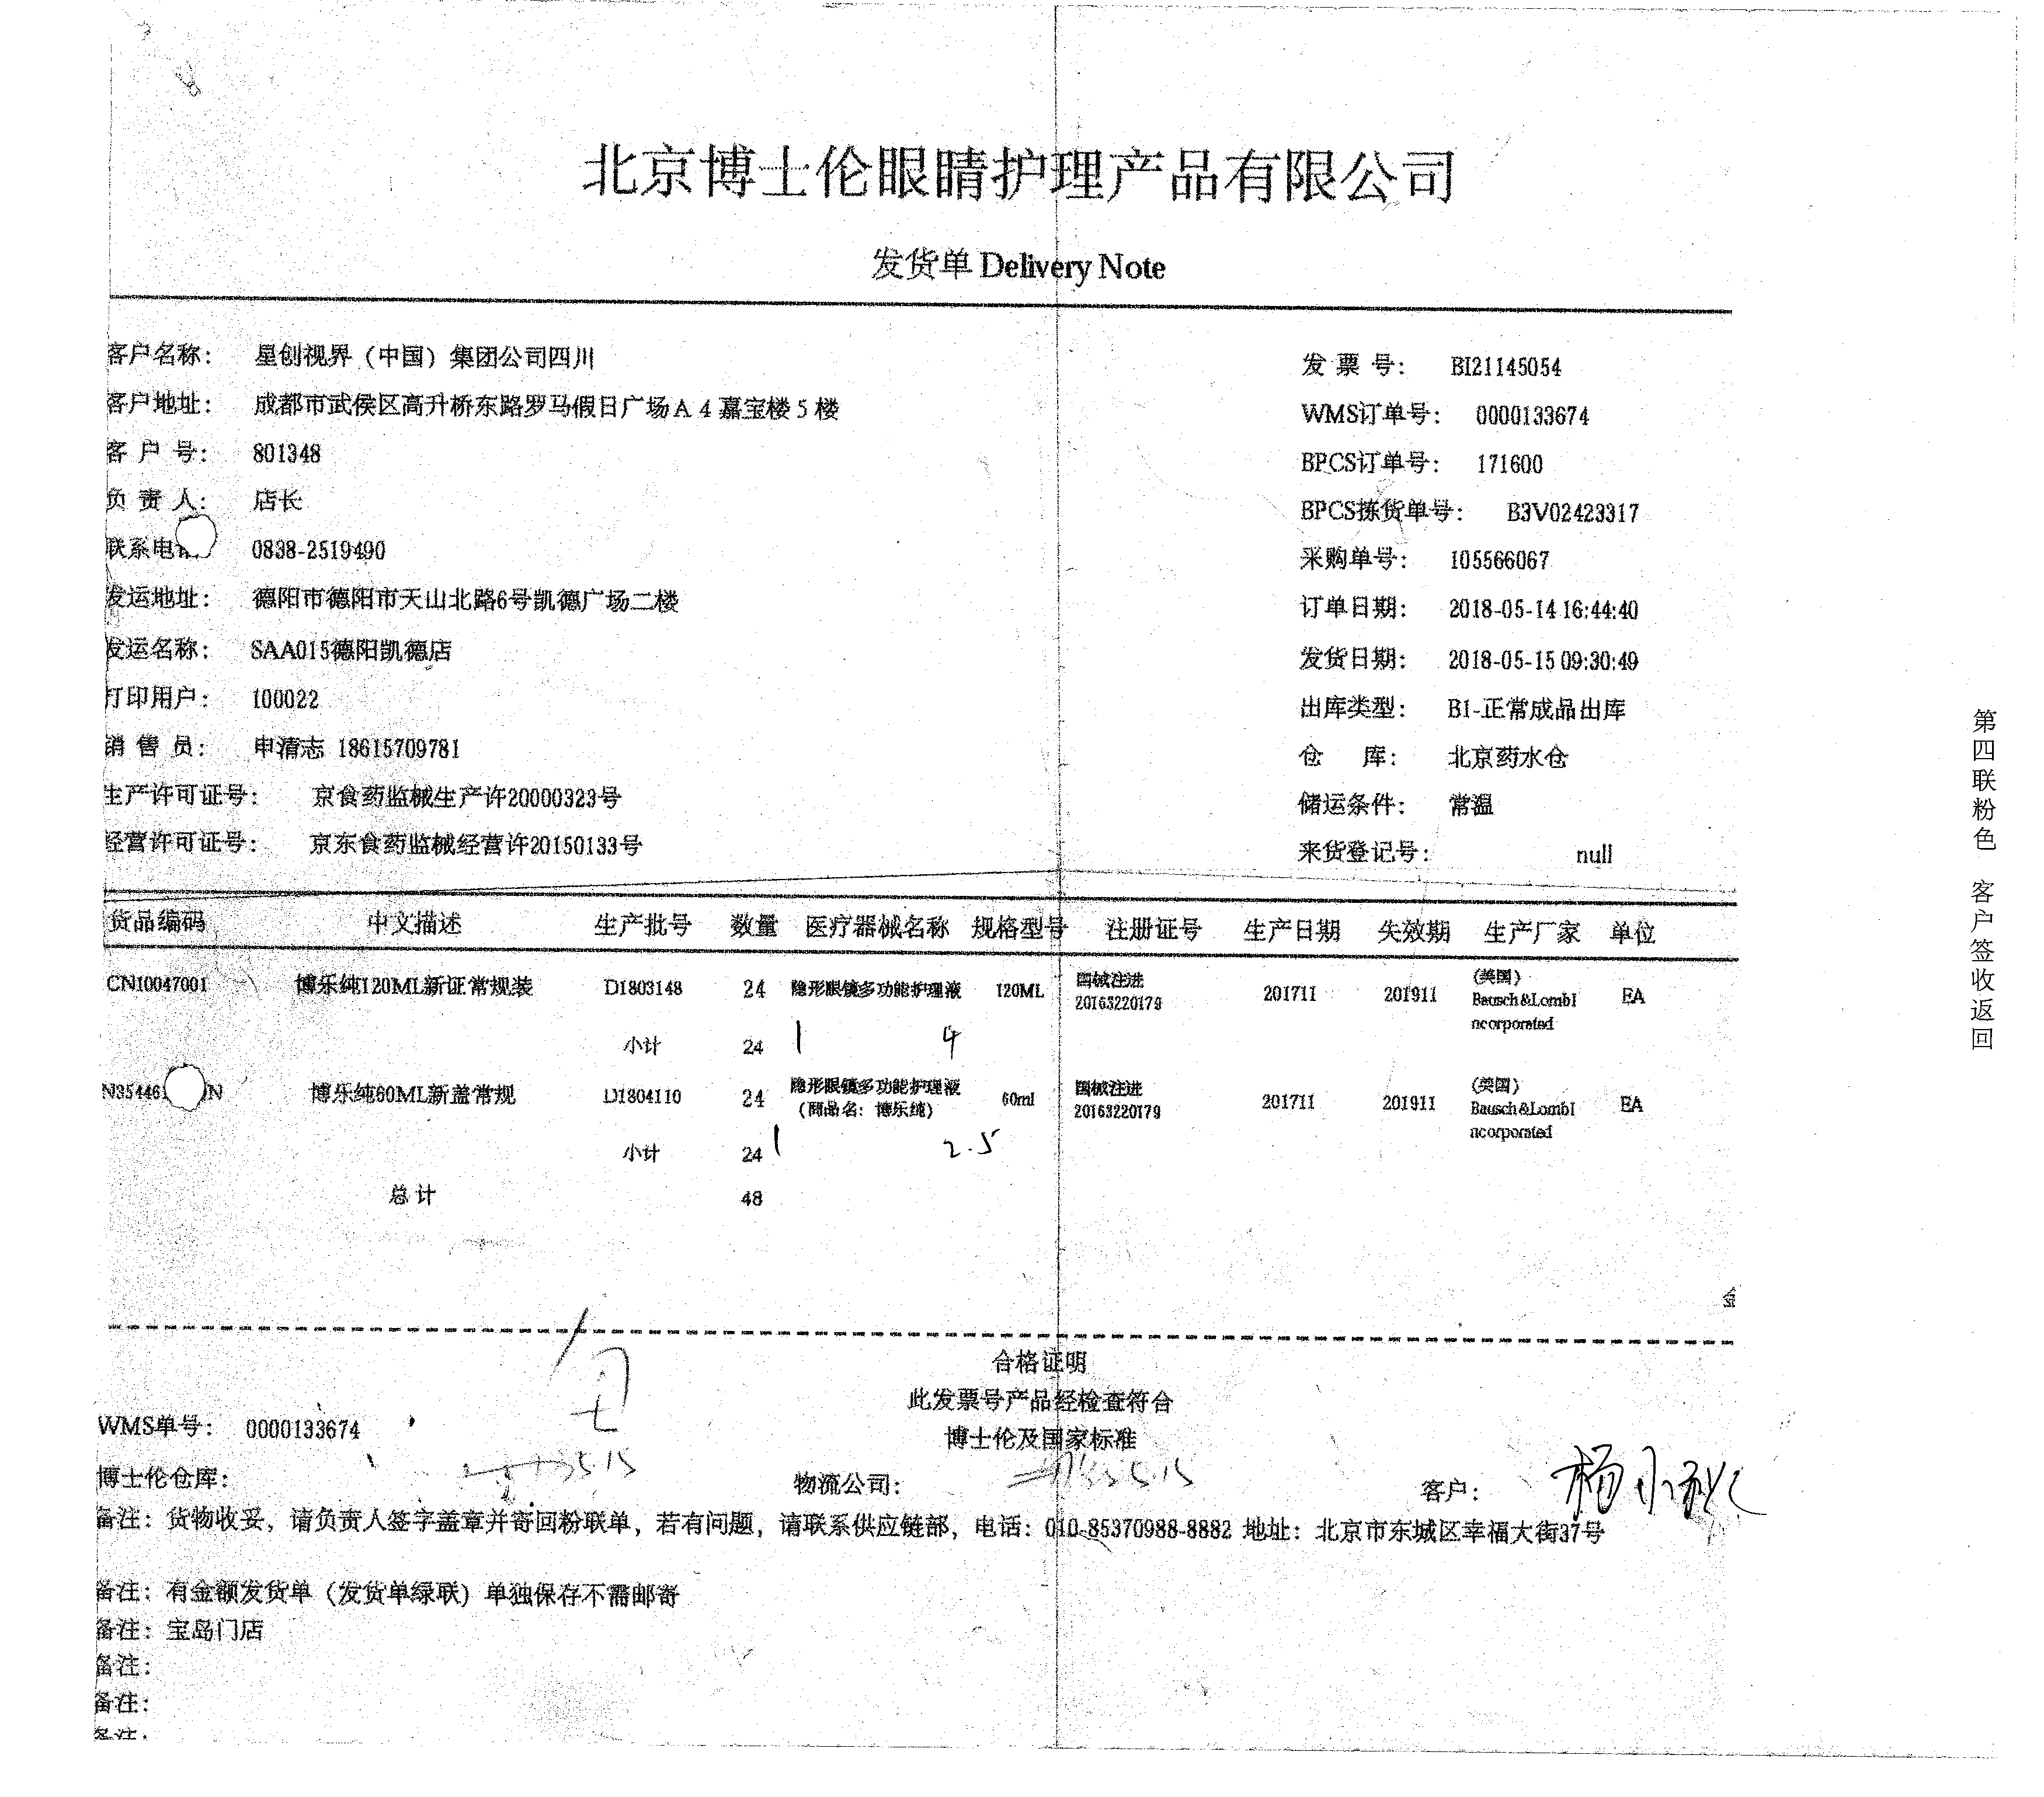 北京博士伦眼睛护理产品有限公司
发货单 Delivery Note
客户名称： 星创视界（中国）集团公司四川
客户地址： 成都市武侯区高升桥东路罗马假日广场A 4 嘉宝楼 5 楼
客 户 号： 801348
负 责 人： 店长
联系电 0838-2519490
发运地址： 德阳市德阳市天山北路6号凯德广场二楼
发运名称： SAA015德阳凯德店
打印用户： 100022
销 售 员： 申清志 18615709781
生产许可证号： 京食药监械生产许20000323号
经营许可证号： 京东食药监械经营许20150133号
发 票 号： BI21145054
WMS订单号： 0000133674
BPCS订单号： 171600
BPCS拣货单号： B3V02423317
采购单号： 105566067
订单日期： 2018-05-14 16:44:40
发货日期： 2018-05-15 09:30:49
出库类型： B1-正常成品出库
仓 库： 北京药水仓
储运条件： 常温
来货登记号： null
货品编码 中文描述 生产批号 数量 医疗器械名称 规格型号 注册证号 生产日期 失效期 生产厂家 单位
CN10047001 博乐纯120ML新证常规装 D1803148 24 隐形眼镜多功能护理液 120ML 国械注进20163220179 201711 201911 (美国) Bausch&LombIncorporated EA
小计 24 1 4
N35446 N 博乐纯60ML新盖常规 D1804110 24 隐形眼镜多功能护理液（商品名：博乐纯） 60ml 国械注进20163220179 201711 201911 (美国) Bausch&LombIncorporated EA
小计 24 1 2.5
总 计 48
合格证明
此发票号产品经检查符合
博士伦及国家标准
WMS单号： 0000133674
博士伦仓库： 5.15 物流公司： 5.15 客户：
备注：货物收妥，请负责人签字盖章并寄回粉联单，若有问题，请联系供应链部，电话：010-85370988-8882 地址：北京市东城区幸福大街37号
备注：有金额发货单（发货单绿联）单独保存不需邮寄
备注：宝岛门店
备注：
备注：
备注：
第四联粉色 客户签收返回